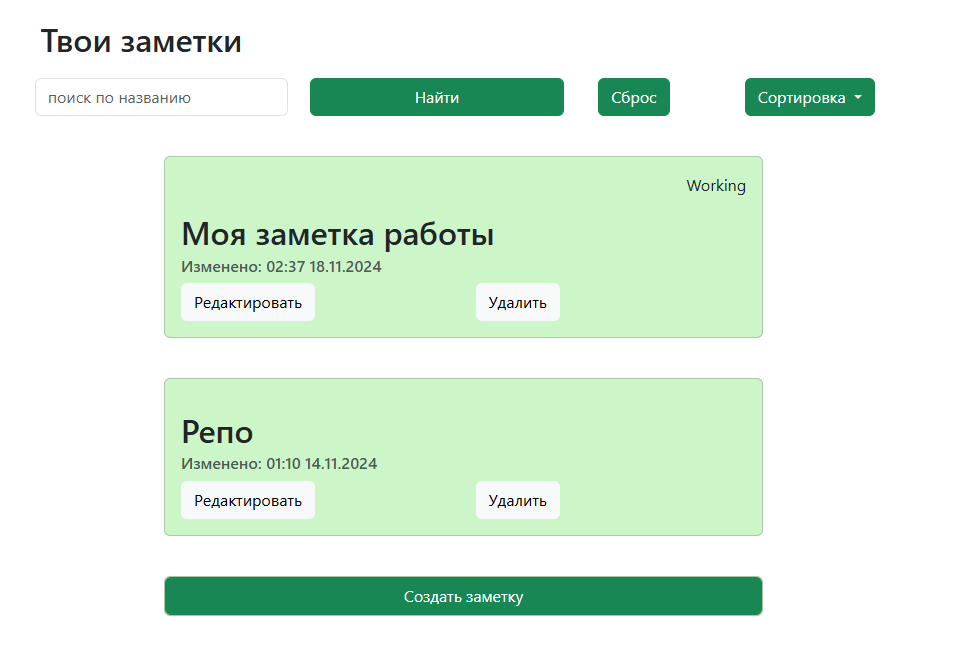 Твои заметки
поиск по названию
Найти
Сброс
Сортировка
Working
Моя заметка работы
Изменено: 02:37 18.11.2024
Редактировать
Удалить
Репо
Изменено: 01:10 14.11.2024
Редактировать
Удалить
Создать заметку